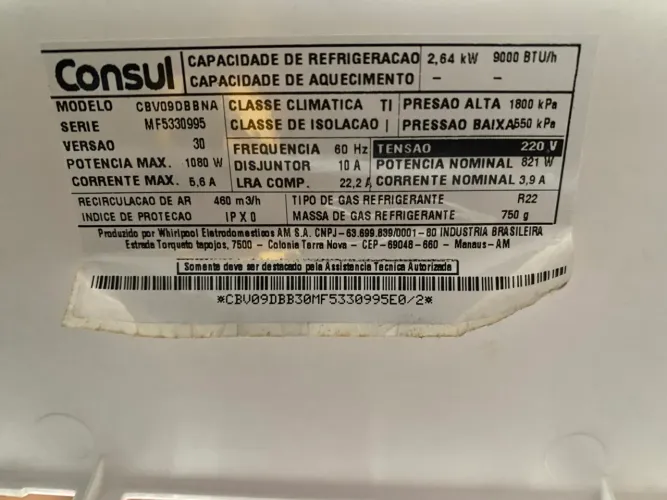 Consul
CAPACIDADE DE REFRIGERACAO 2,64 kW 9000 BTU/h
CAPACIDADE DE AQUECIMENTO – –
MODELO CBV09DBBNA CLASSE CLIMATICA TI PRESAO ALTA 1800 kPa
SERIE MF5330995 CLASSE DE ISOLACAO I PRESSAO BAIXA 550 kPa
VERSAO 30 FREQUENCIA 60 Hz TENSAO 220 V
POTENCIA MAX. 1080 W DISJUNTOR 10 A POTENCIA NOMINAL 821 W
CORRENTE MAX. 5,6 A LRA COMP. 22,2 A CORRENTE NOMINAL 3,9 A
RECIRCULACAO DE AR 460 m3/h TIPO DE GAS REFRIGERANTE R22
INDICE DE PROTECAO IPX0 MASSA DE GAS REFRIGERANTE 750 g
Produzido por Whirlpool Eletrodomesticos AM S.A. CNPJ-63.699.839/0001-80 INDUSTRIA BRASILEIRA
Estrada Torquato tapajos, 7500 - Colonia Terra Nova - CEP-69048-660 - Manaus-AM
Somente deve ser destacado pela Assistencia Tecnica Autorizada
*CBV09DBB30MF5330995E0/2*